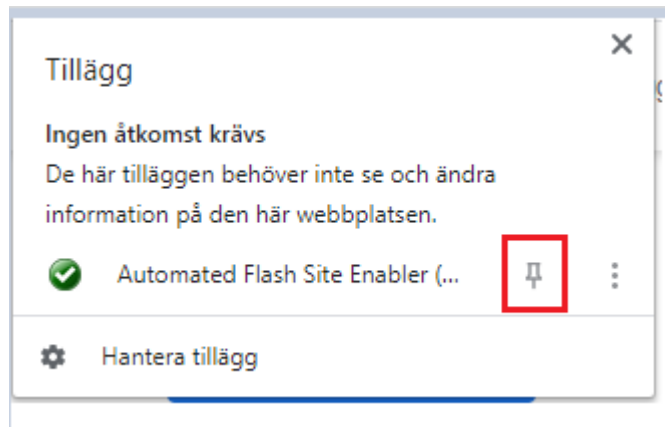 Tillägg
Ingen åtkomst krävs
De här tilläggen behöver inte se och ändra
information på den här webbplatsen.
Automated Flash Site Enabler (...
Hantera tillägg